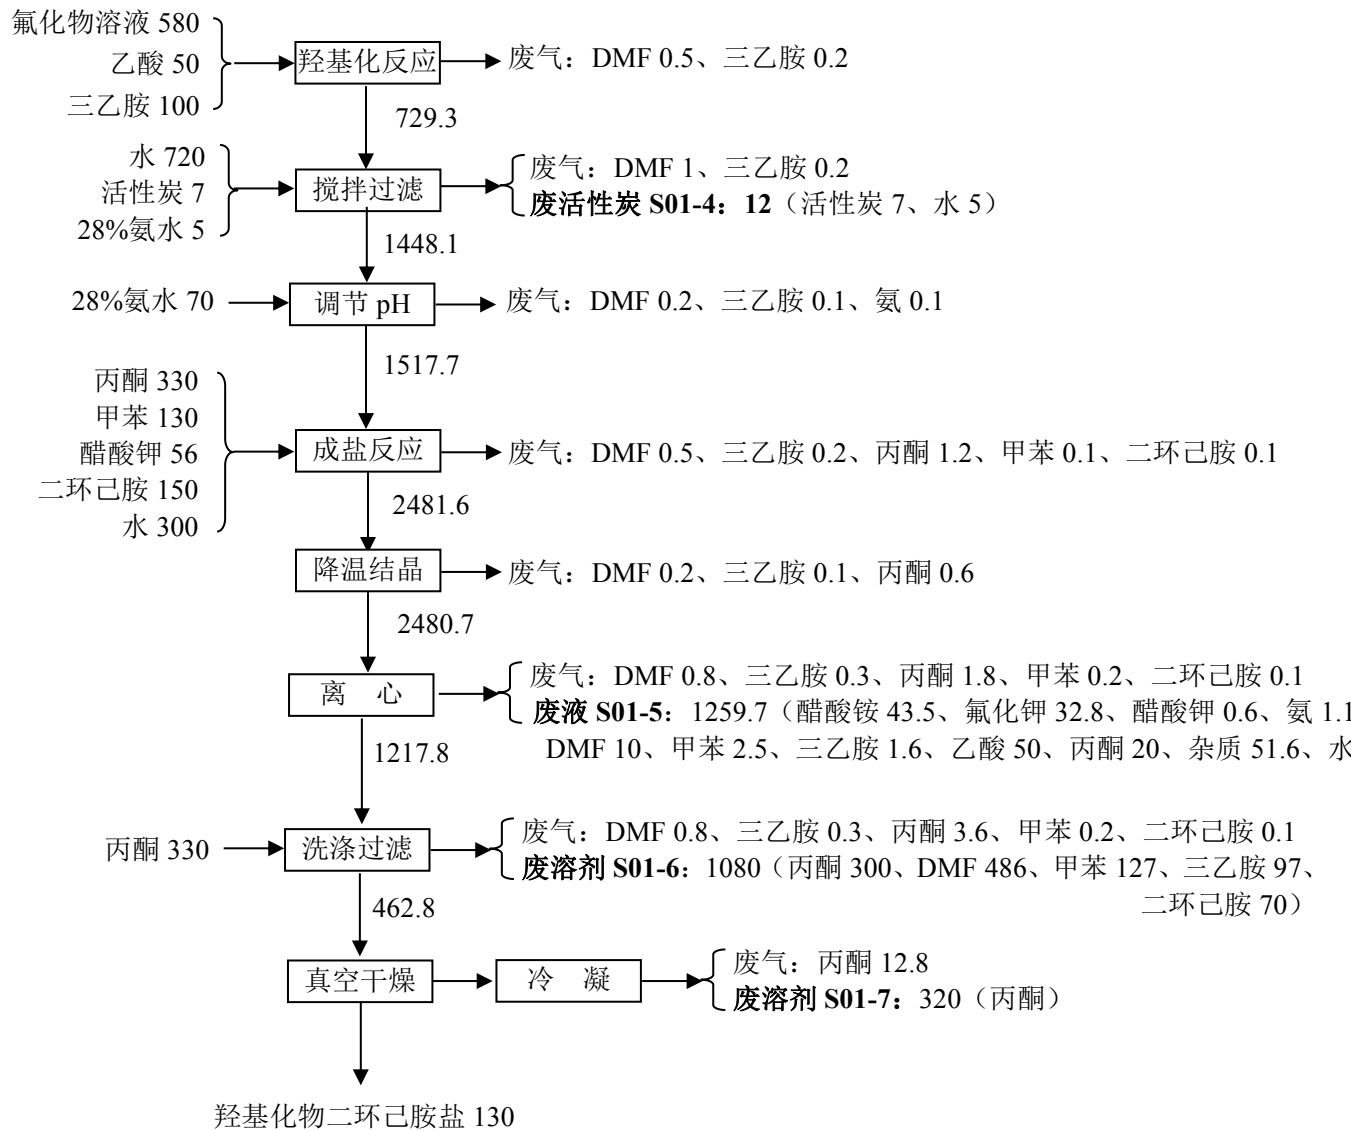 氟化物溶液 580
乙酸 50
三乙胺 100
羟基化反应
废气：DMF 0.5、三乙胺 0.2
729.3
水 720
活性炭 7
28%氨水 5
搅拌过滤
废气：DMF 1、三乙胺 0.2
废活性炭 S01-4：12（活性炭 7、水 5）
1448.1
28%氨水 70
调节 pH
废气：DMF 0.2、三乙胺 0.1、氨 0.1
1517.7
丙酮 330
甲苯 130
醋酸钾 56
二环己胺 150
水 300
成盐反应
废气：DMF 0.5、三乙胺 0.2、丙酮 1.2、甲苯 0.1、二环己胺 0.1
2481.6
降温结晶
废气：DMF 0.2、三乙胺 0.1、丙酮 0.6
2480.7
离 心
废气：DMF 0.8、三乙胺 0.3、丙酮 1.8、甲苯 0.2、二环己胺 0.1
废液 S01-5：1259.7（醋酸铵 43.5、氟化钾 32.8、醋酸钾 0.6、氨 1.1
DMF 10、甲苯 2.5、三乙胺 1.6、乙酸 50、丙酮 20、杂质 51.6、水
1217.8
丙酮 330
洗涤过滤
废气：DMF 0.8、三乙胺 0.3、丙酮 3.6、甲苯 0.2、二环己胺 0.1
废溶剂 S01-6：1080（丙酮 300、DMF 486、甲苯 127、三乙胺 97、
二环己胺 70）
462.8
真空干燥
冷 凝
废气：丙酮 12.8
废溶剂 S01-7：320（丙酮）
羟基化物二环己胺盐 130